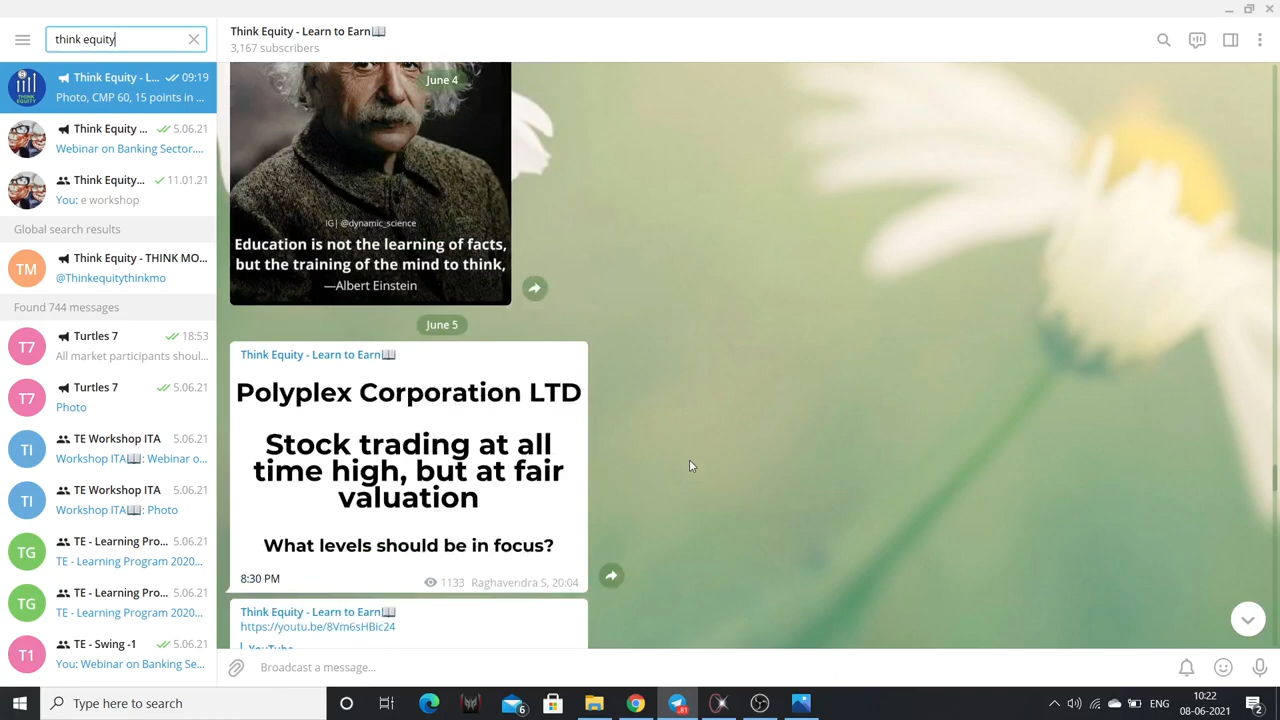 think equity
Think Equity - L... 09:19
Photo, CMP 60, 15 points in ...
Think Equity ... 5.06.21
Webinar on Banking Sector....
Think Equity... 11.01.21
You: e workshop
Global search results
TM
Think Equity - THINK MO...
@Thinkequitythinkmo
Found 744 messages
T7
Turtles 7 18:53
All market participants shoul...
T7
Turtles 7 5.06.21
Photo
TI
TE Workshop ITA 5.06.21
Workshop ITA📖: Webinar o...
TI
TE Workshop ITA 5.06.21
Workshop ITA📖: Photo
TG
TE - Learning Pro... 5.06.21
TE - Learning Program 2020...
TG
TE - Learning Pro... 5.06.21
TE - Learning Program 2020...
T1
TE - Swing -1 5.06.21
You: Webinar on Banking Se...
Think Equity - Learn to Earn📖
3,167 subscribers
June 4
IG| @dynamic_science
Education is not the learning of facts,
but the training of the mind to think,
—Albert Einstein
June 5
Think Equity - Learn to Earn📖
Polyplex Corporation LTD
Stock trading at all
time high, but at fair
valuation
What levels should be in focus?
8:30 PM
1133 Raghavendra S, 20:04
Think Equity - Learn to Earn📖
https://youtu.be/8Vm6sHBic24
YouTube
Broadcast a message...
Type here to search
6
81
ENG
10:22
08-06-2021
2